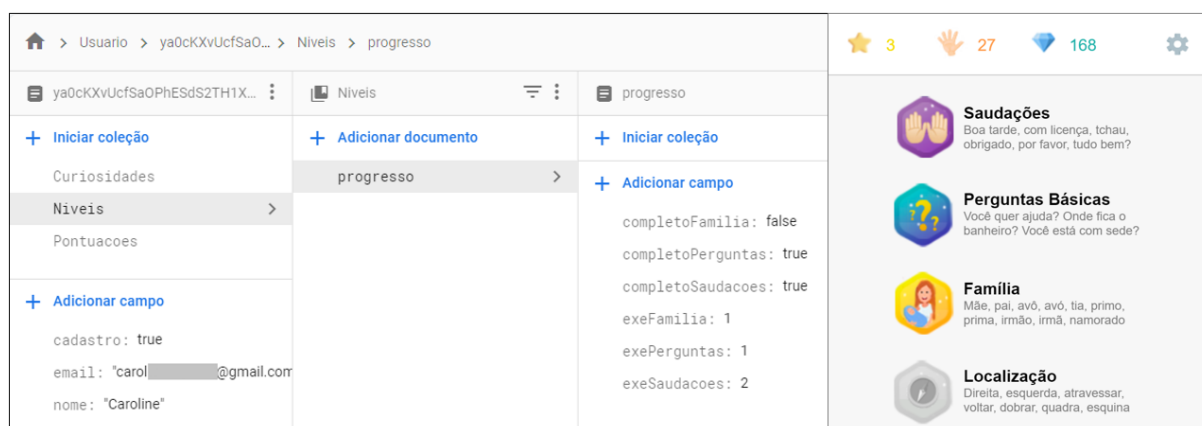 Usuario > ya0cKXvUcfSaO... > Niveis > progresso
ya0cKXvUcfSaOPhESdS2TH1X...
+ Iniciar coleção
Curiosidades
Niveis >
Pontuacoes
+ Adicionar campo
cadastro: true
email: "carol @gmail.com
nome: "Caroline"
Niveis
+ Adicionar documento
progresso >
progresso
+ Iniciar coleção
+ Adicionar campo
completoFamilia: false
completoPerguntas: true
completoSaudacoes: true
exeFamilia: 1
exePerguntas: 1
exeSaudacoes: 2
3 27 168
Saudações
Boa tarde, com licença, tchau,
obrigado, por favor, tudo bem?
Perguntas Básicas
Você quer ajuda? Onde fica o
banheiro? Você está com sede?
Família
Mãe, pai, avô, avó, tia, primo,
prima, irmão, irmã, namorado
Localização
Direita, esquerda, atravessar,
voltar, dobrar, quadra, esquina